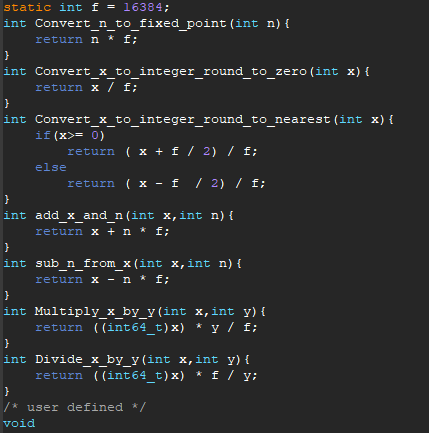 static int f = 16384;
int Convert_n_to_fixed_point(int n){
    return n * f;
}
int Convert_x_to_integer_round_to_zero(int x){
    return x / f;
}
int Convert_x_to_integer_round_to_nearest(int x){
    if(x>= 0)
        return ( x + f / 2) / f;
    else
        return ( x - f  / 2) / f;
}
int add_x_and_n(int x,int n){
    return x + n * f;
}
int sub_n_from_x(int x,int n){
    return x - n * f;
}
int Multiply_x_by_y(int x,int y){
    return ((int64_t)x) * y / f;
}
int Divide_x_by_y(int x,int y){
    return ((int64_t)x) * f / y;
}
/* user defined */
void